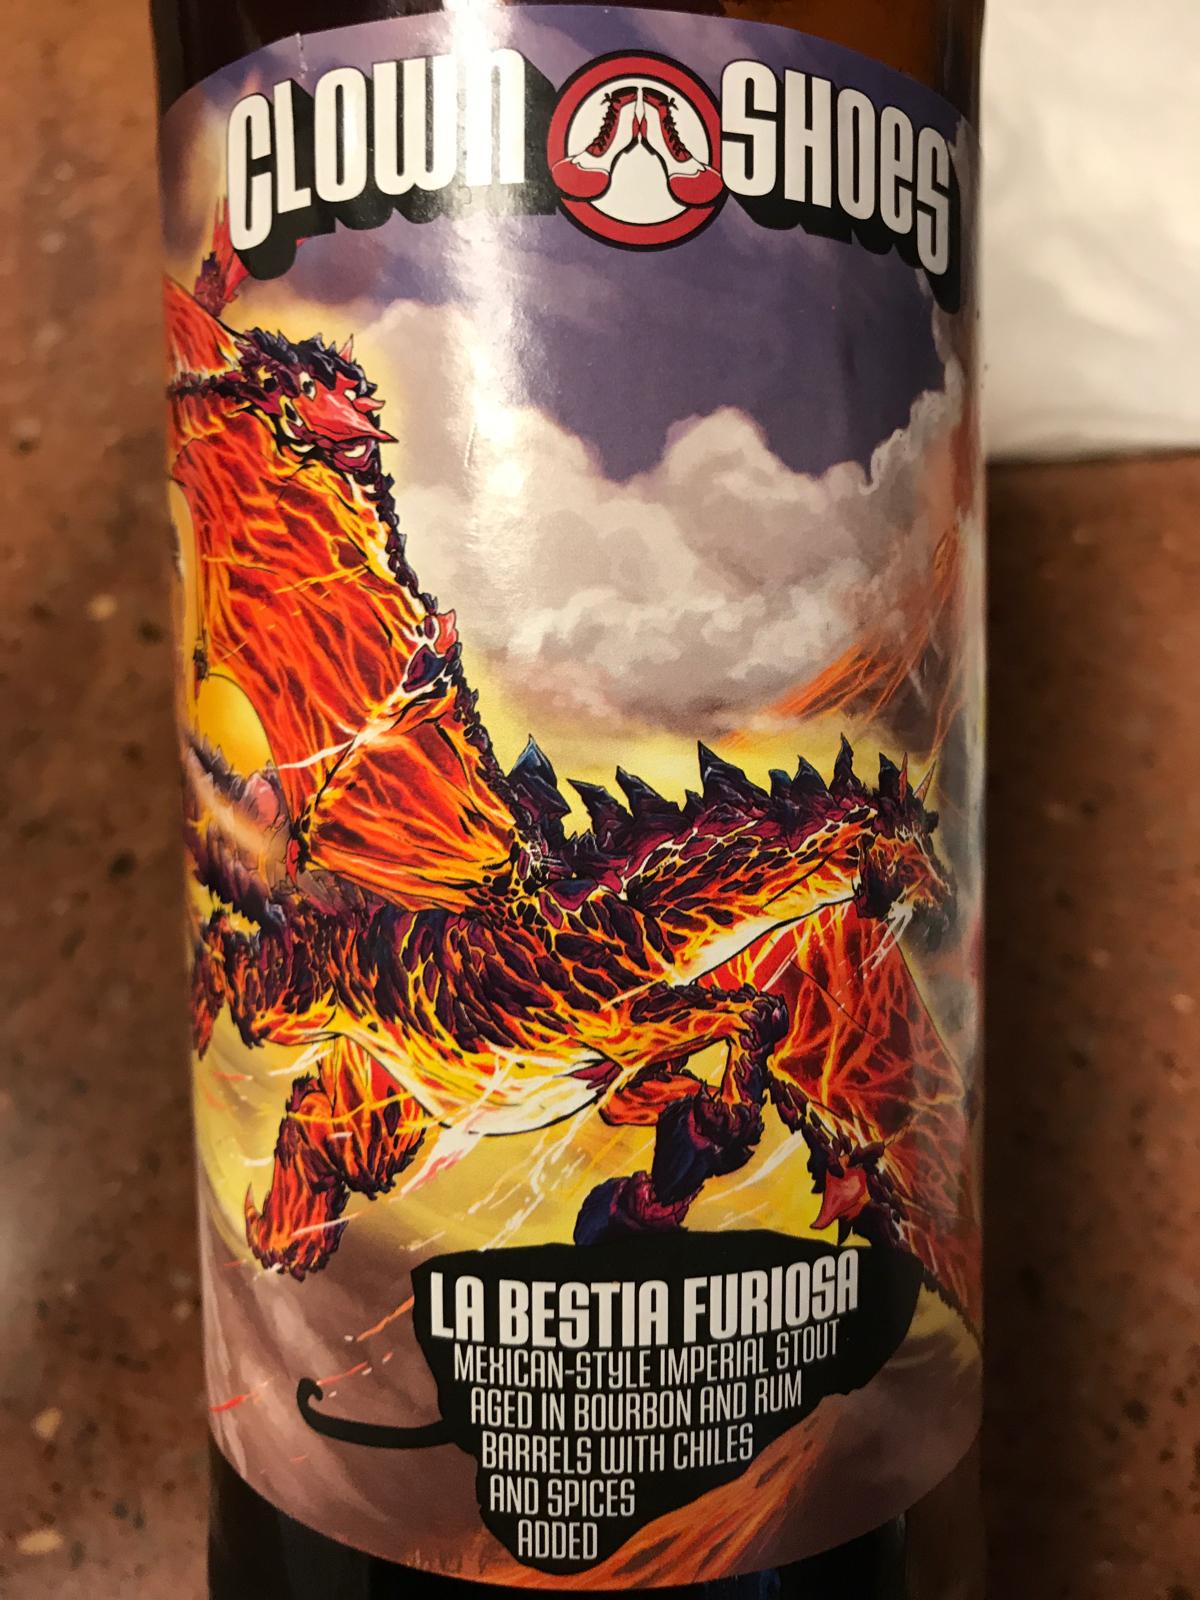 CLOWN SHOES
LA BESTIA FURIOSA
MEXICAN-STYLE IMPERIAL STOUT
AGED IN BOURBON AND RUM
BARRELS WITH CHILES
AND SPICES
ADDED